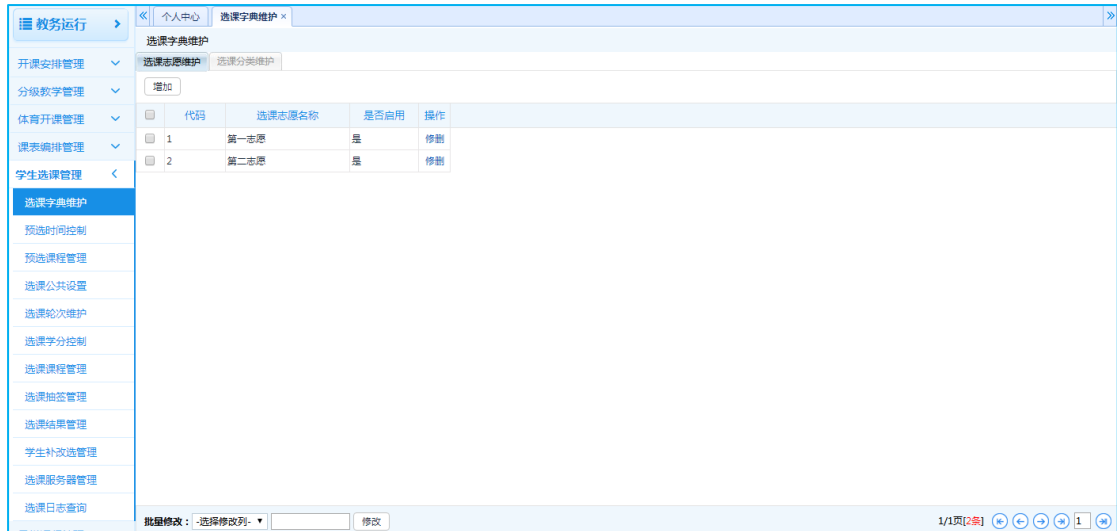 教务运行
开课安排管理
分级教学管理
体育开课管理
课表编排管理
学生选课管理
选课字典维护
预选时间控制
预选课程管理
选课公共设置
选课轮次维护
选课学分控制
选课课程管理
选课抽签管理
选课结果管理
学生补改选管理
选课服务器管理
选课日志查询
个人中心 选课字典维护 ×
选课字典维护
选课志愿维护 选课分类维护
增加
代码 选课志愿名称 是否启用 操作
1 第一志愿 是 修删
2 第二志愿 是 修删
批量修改： -选择修改列- 修改 1/1页[2条] 1